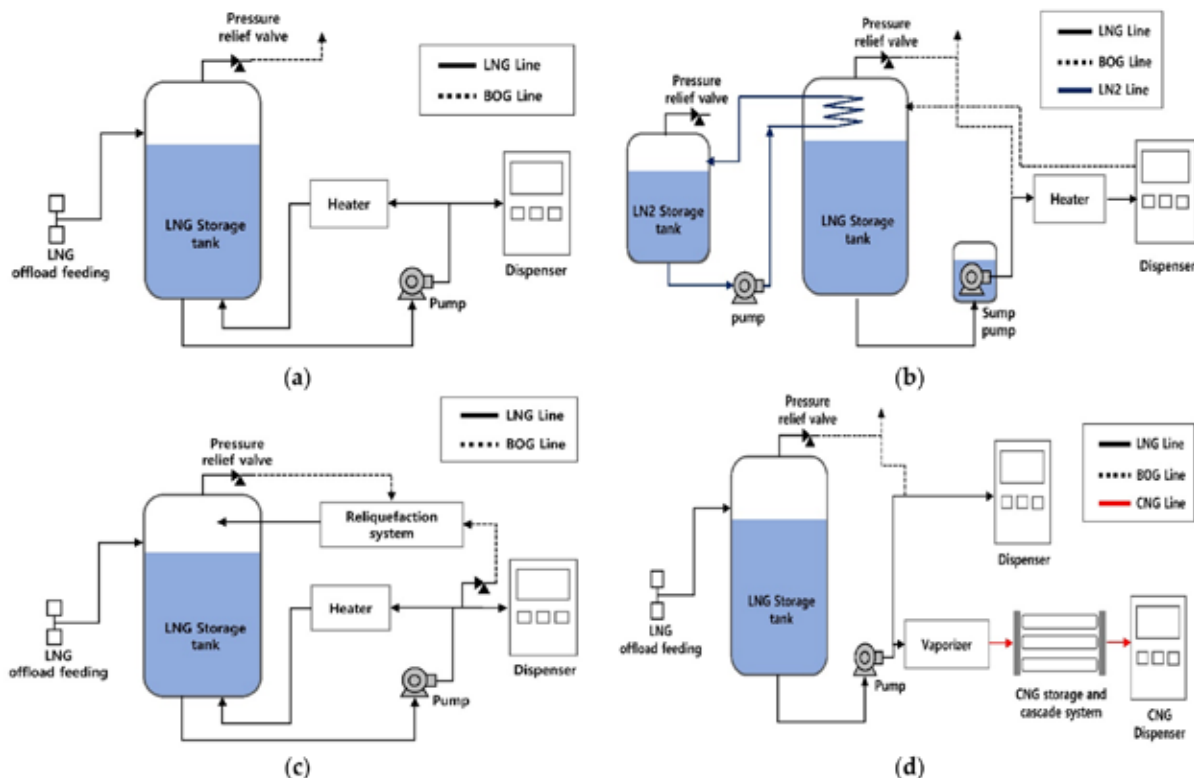 Pressure
relief valve
LNG Line
BOG Line
LNG Storage
tank
Heater
LNG
offload feeding
Dispenser
Pump
(a)
Pressure
relief valve
LNG Line
BOG Line
LN2 Line
Pressure
relief valve
LN2 Storage
tank
LNG Storage
tank
Heater
Dispenser
pump
Sump
pump
(b)
LNG Line
BOG Line
Pressure
relief valve
Reliquefaction
system
Heater
LNG Storage
tank
LNG
offload feeding
Dispenser
Pump
(c)
Pressure
relief valve
LNG Line
BOG Line
CNG Line
Dispenser
LNG Storage
tank
LNG
offload feeding
Vaporizer
Pump
CNG storage and
cascade system
CNG
Dispenser
(d)